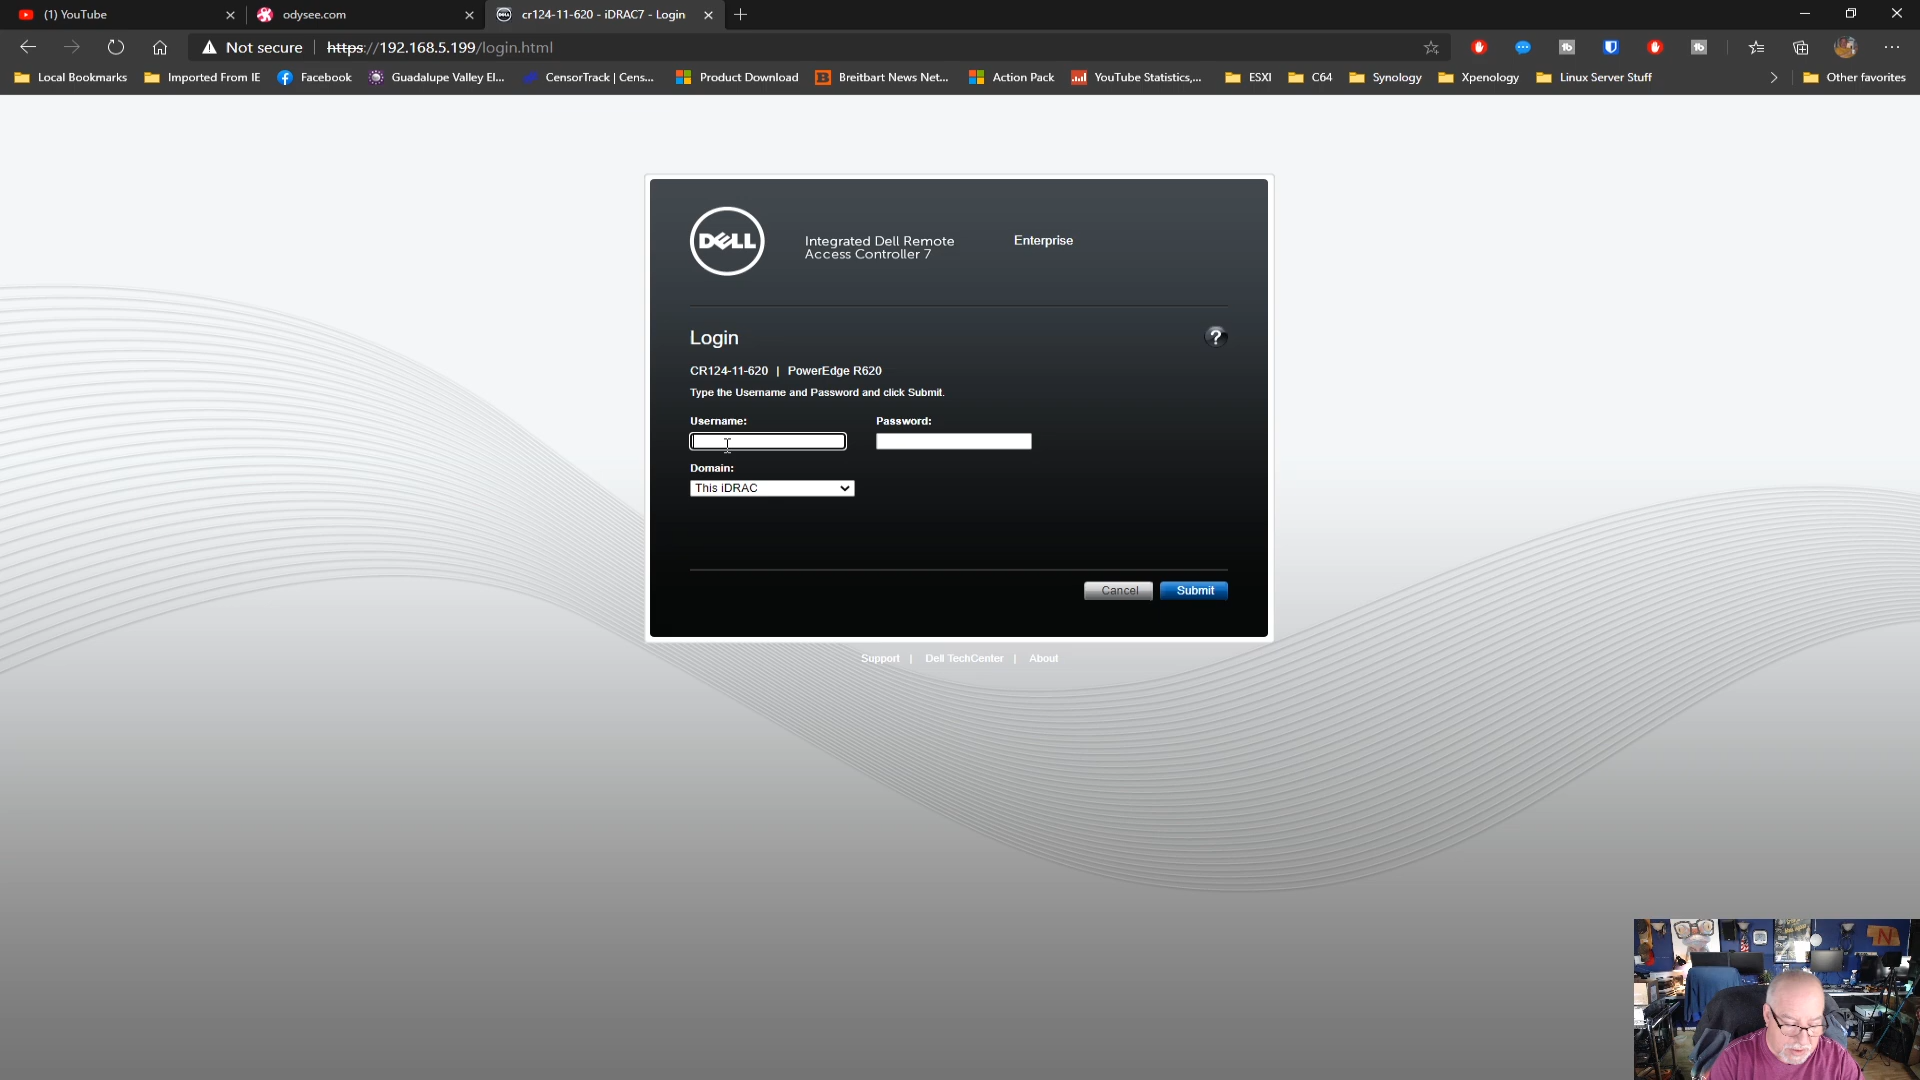 (1) YouTube
odysee.com
cr124-11-620 - iDRAC7 - Login
Not secure
https://192.168.5.199/login.html
Local Bookmarks
Imported From IE
Facebook
Guadalupe Valley El...
CensorTrack | Cens...
Product Download
Breitbart News Net...
Action Pack
YouTube Statistics,...
ESXI
C64
Synology
Xpenology
Linux Server Stuff
Other favorites
DELL
Integrated Dell Remote
Access Controller 7
Enterprise
Login
?
CR124-11-620 | PowerEdge R620
Type the Username and Password and click Submit.
Username:
Password:
Domain:
This iDRAC
Cancel
Submit
Support | Dell TechCenter | About
N